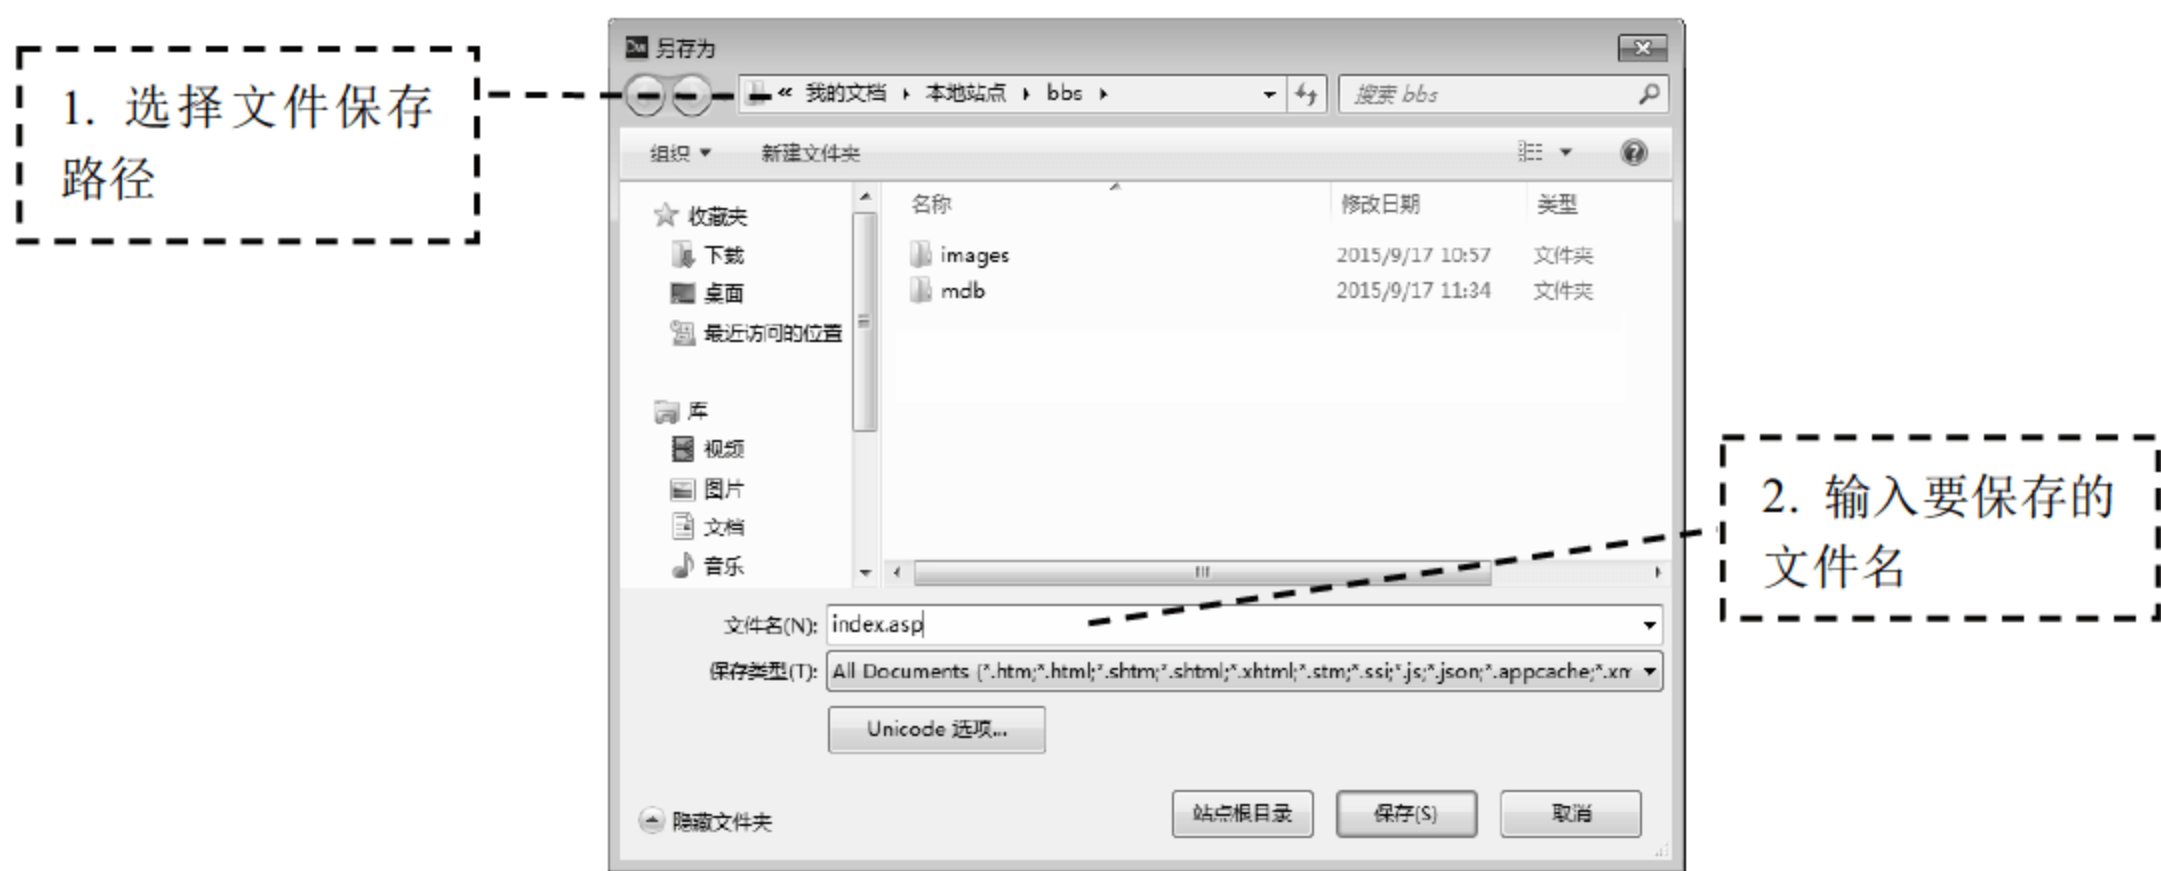 1. 选择文件保存
路径
Dw 另存为
« 我的文档 ▸ 本地站点 ▸ bbs ▸
搜索 bbs
组织 ▼ 新建文件夹
收藏夹
下载
桌面
最近访问的位置
库
视频
图片
文档
音乐
名称 修改日期 类型
images 2015/9/17 10:57 文件夹
mdb 2015/9/17 11:34 文件夹
2. 输入要保存的
文件名
文件名(N): index.asp
保存类型(T): All Documents (*.htm;*.html;*.shtm;*.shtml;*.xhtml;*.stm;*.ssi;*.js;*.json;*.appcache;*.xm
Unicode 选项...
隐藏文件夹
站点根目录 保存(S) 取消